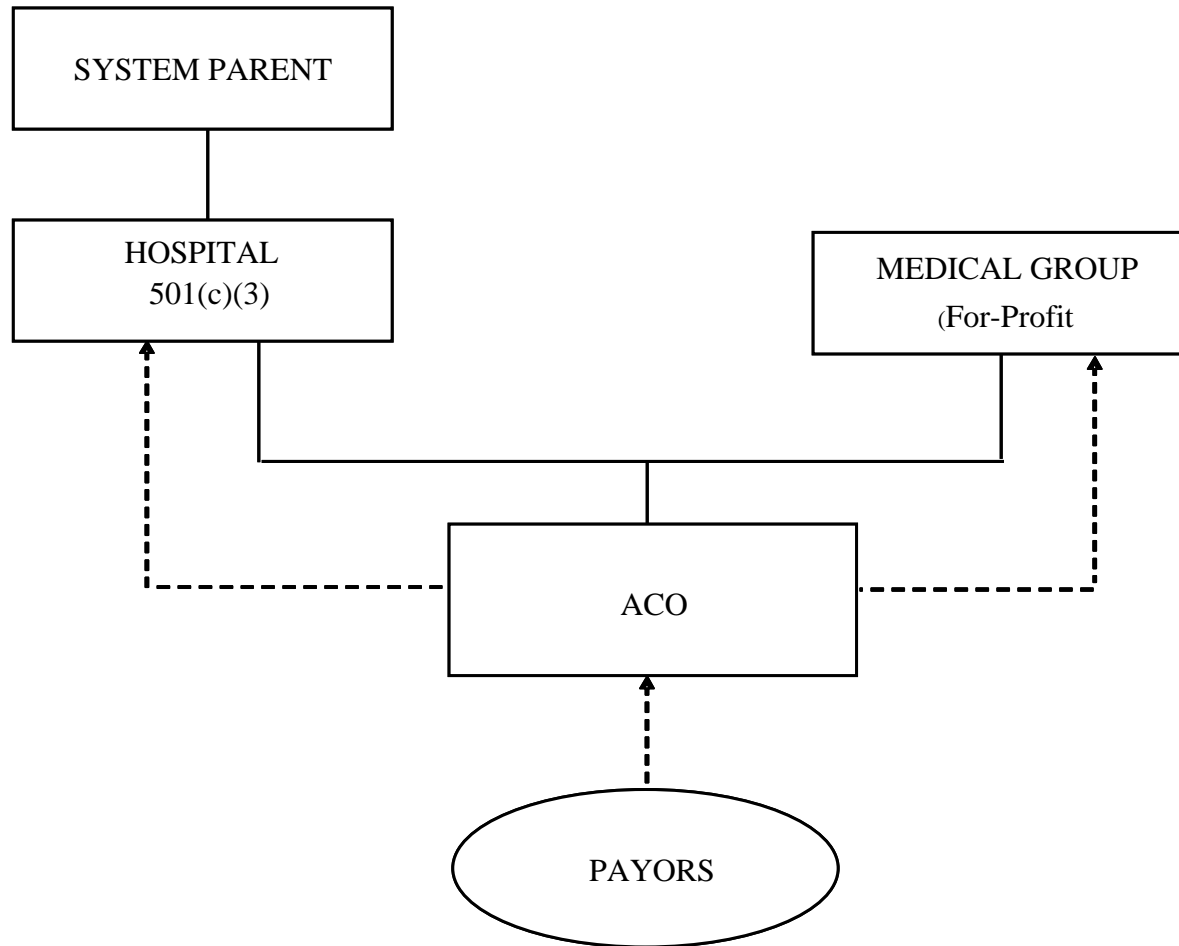 SYSTEM PARENT
HOSPITAL
501(c)(3)
MEDICAL GROUP
(For-Profit
ACO
PAYORS